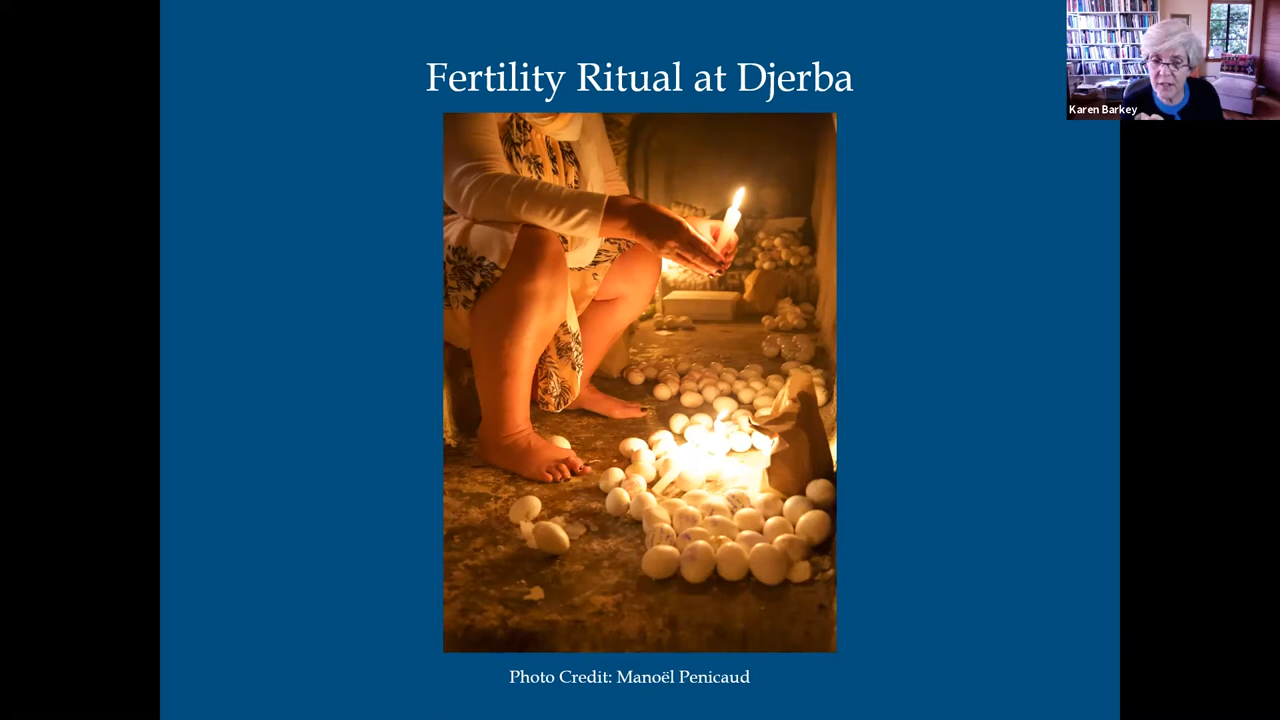 Fertility Ritual at Djerba
Karen Barkey
Photo Credit: Manoël Penicaud